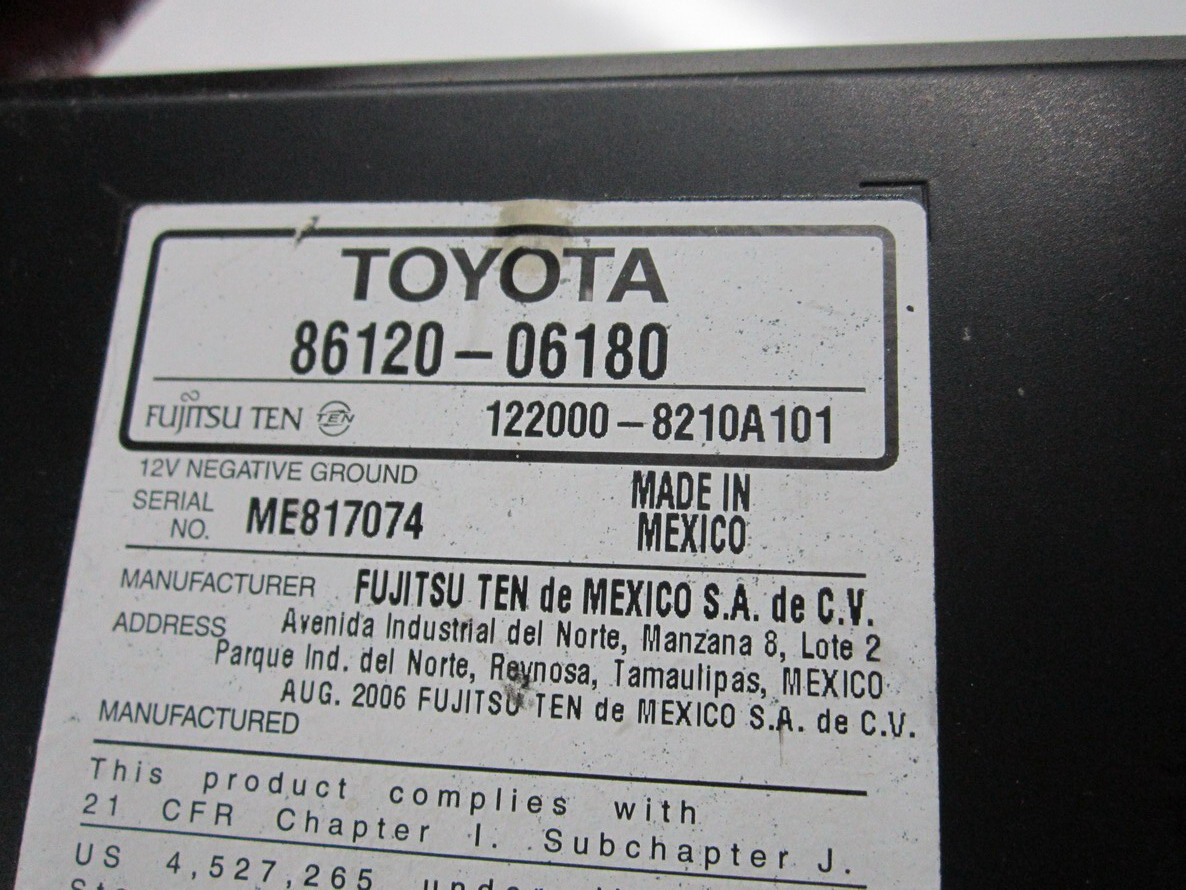 TOYOTA
86120-06180
FUJITSU TEN TEN 122000-8210A101
12V NEGATIVE GROUND
SERIAL NO. ME817074
MADE IN
MEXICO
MANUFACTURER FUJITSU TEN de MEXICO S.A. de C.V.
ADDRESS Avenida Industrial del Norte, Manzana 8, Lote 2
Parque Ind. del Norte, Reynosa, Tamaulipas, MEXICO
MANUFACTURED AUG. 2006 FUJITSU TEN de MEXICO S.A. de C.V.
This product complies with
21 CFR Chapter I. Subchapter J.
US 4,527,265